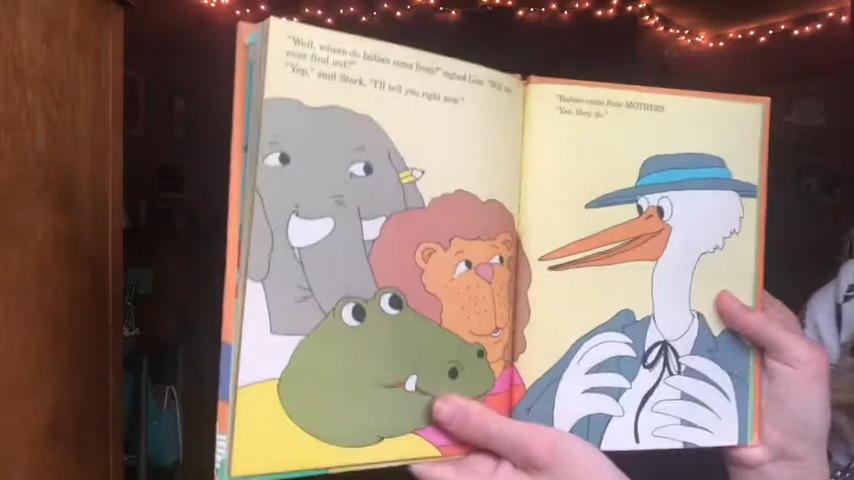 "Well, where do babies come from?" sighed Lion. "Will we
ever find out?"
"Yep," said Stork. "I'll tell you right now!"
"Babies come from MOTHERS.
"Yes, they do."